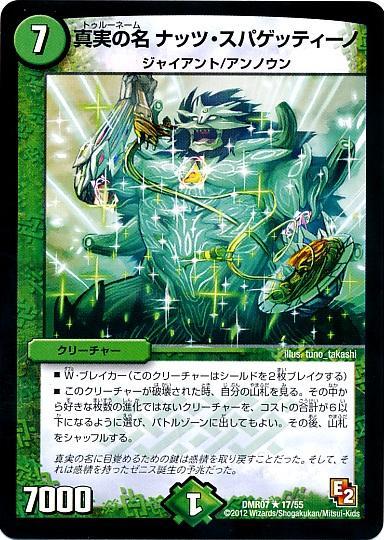 7
トゥルーネーム
真実の名 ナッツ・スパゲッティーノ
ジャイアント/アンノウン
illus. tuno_takashi
クリーチャー
■ W・ブレイカー(このクリーチャーはシールドを2枚ブレイクする)
■ このクリーチャーが破壊された時、自分の山札を見る。その中か
ら好きな枚数の進化ではないクリーチャーを、コストの合計が6以
下になるように選び、バトルゾーンに出してもよい。その後、山札
をシャッフルする。
真実の名に目覚めるための鍵は感情を取り戻すことだった。そして、そ
れは感情を持ったゼニス誕生の予兆だった。
7000
1
E2
DMR07 ★ 17/55
©2012 Wizards/Shogakukan/Mitsui-Kids